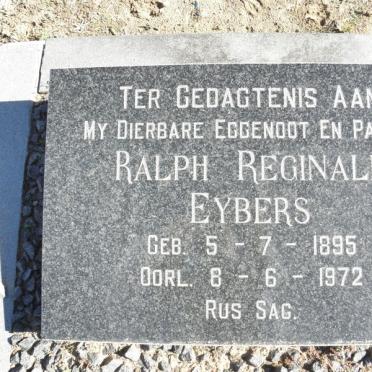 TER GEDAGTENIS AAN
MY DIERBARE EGGENOOT EN PA
RALPH REGINAL
EYBERS
GEB. 5 - 7 - 1895
OORL. 8 - 6 - 1972
RUS SAG.